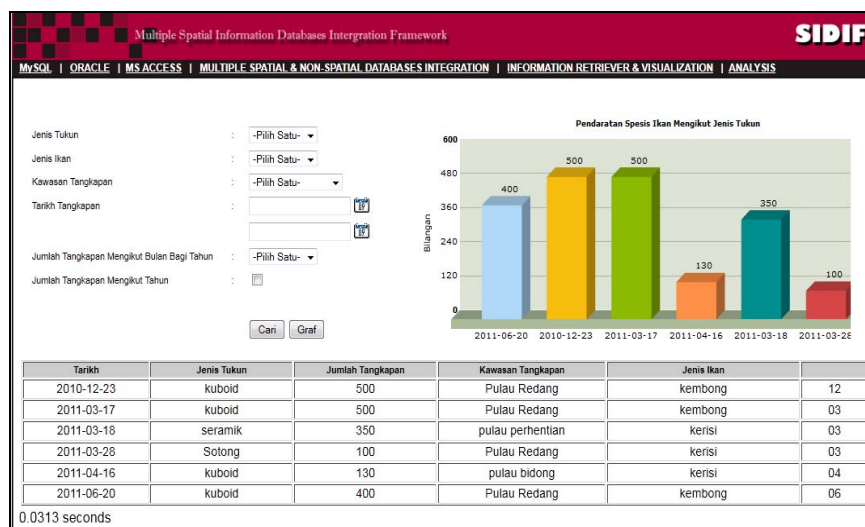 Multiple Spatial Information Databases Intergration Framework
SIDIF
MySQL | ORACLE | MS ACCESS | MULTIPLE SPATIAL & NON-SPATIAL DATABASES INTEGRATION | INFORMATION RETRIEVER & VISUALIZATION | ANALYSIS
Jenis Tukun : -Pilih Satu-
Jenis Ikan : -Pilih Satu-
Kawasan Tangkapan : -Pilih Satu-
Tarikh Tangkapan :
Jumlah Tangkapan Mengikut Bulan Bagi Tahun : -Pilih Satu-
Jumlah Tangkapan Mengikut Tahun :
Cari Graf
Pendaratan Spesis Ikan Mengikut Jenis Tukun
Bilangan
600
480
360
240
120
0
400 500 500 130 350 100
2011-06-20 2010-12-23 2011-03-17 2011-04-16 2011-03-18 2011-03-28
Tarikh Jenis Tukun Jumlah Tangkapan Kawasan Tangkapan Jenis Ikan
2010-12-23 kuboid 500 Pulau Redang kembong 12
2011-03-17 kuboid 500 Pulau Redang kembong 03
2011-03-18 seramik 350 pulau perhentian kerisi 03
2011-03-28 Sotong 100 Pulau Redang kerisi 03
2011-04-16 kuboid 130 pulau bidong kerisi 04
2011-06-20 kuboid 400 Pulau Redang kembong 06
0.0313 seconds